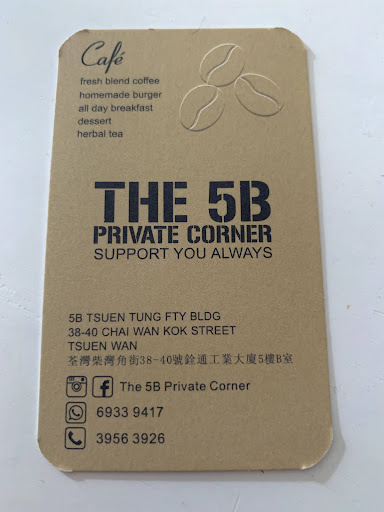 Café
fresh blend coffee
homemade burger
all day breakfast
dessert
herbal tea
THE 5B
PRIVATE CORNER
SUPPORT YOU ALWAYS
5B TSUEN TUNG FTY BLDG
38-40 CHAI WAN KOK STREET
TSUEN WAN
荃灣柴灣角街38-40號銓通工業大廈5樓B室
The 5B Private Corner
6933 9417
3956 3926